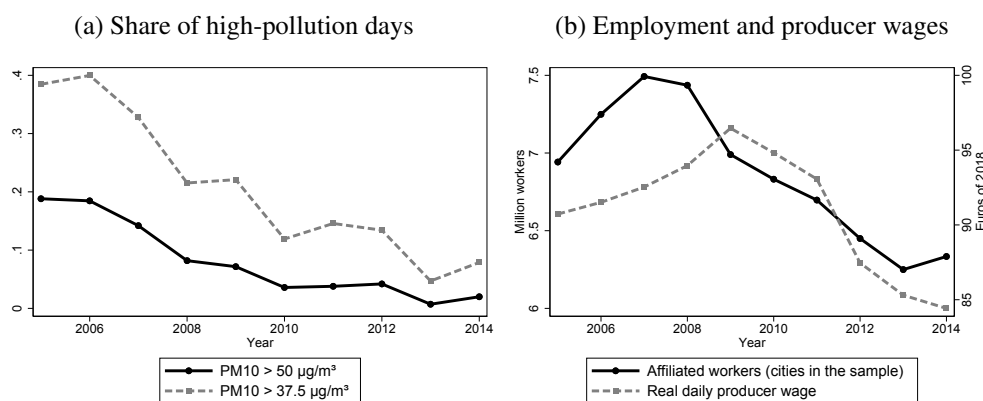 (a) Share of high-pollution days
.4
.3
.2
.1
0
2006 2008 2010 2012 2014
Year
PM10 > 50 µg/m³
PM10 > 37.5 µg/m³
(b) Employment and producer wages
Million workers
7.5
7
6.5
6
Euros of 2018
100
95
90
85
2006 2008 2010 2012 2014
Year
Affiliated workers (cities in the sample)
Real daily producer wage